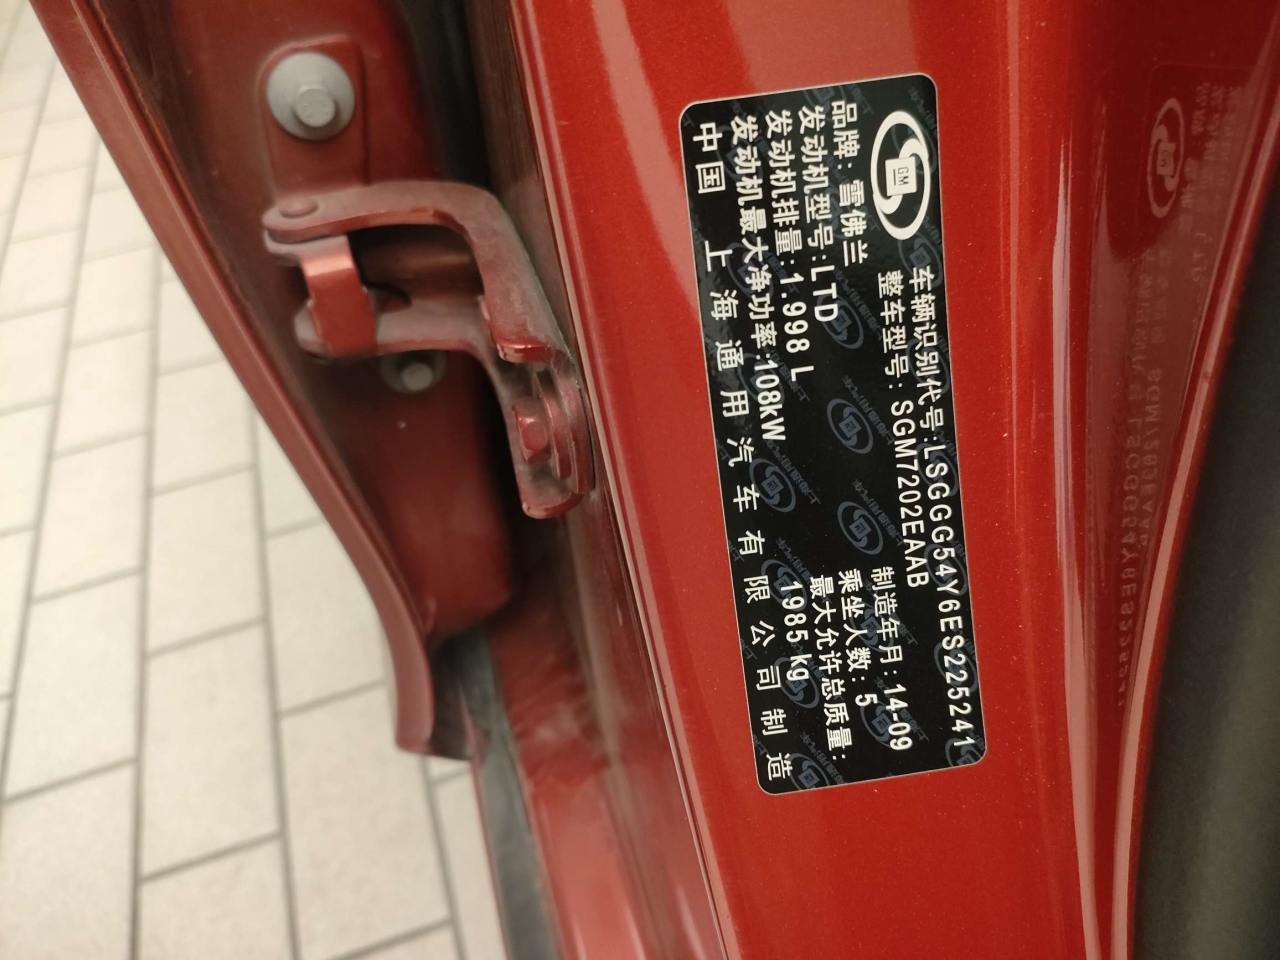 GM
车辆识别代号:LSGGG54Y6ES225241
整车型号: SGM7202EAAB
品牌: 雪佛兰
制造年月:14-09
发动机型号:LTD
乘坐人数: 5
发动机排量:1.998 L
最大允许总质量:
发动机最大净功率:108kW
1985 kg
中国 上海通用汽车有限公司制造